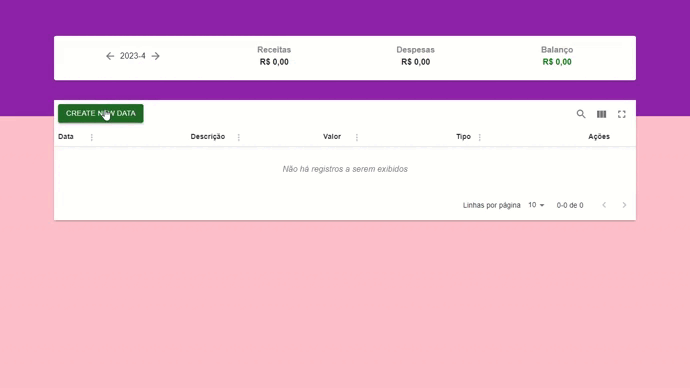 2023-4
Receitas
R$ 0,00
Despesas
R$ 0,00
Balanço
R$ 0,00
CREATE NEW DATA
Data Descrição Valor Tipo Ações
Não há registros a serem exibidos
Linhas por página 10 0-0 de 0